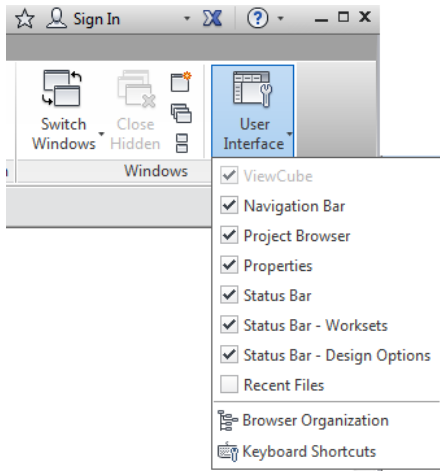 Sign In
Switch
Windows
Close
Hidden
User
Interface
Windows
ViewCube
Navigation Bar
Project Browser
Properties
Status Bar
Status Bar - Worksets
Status Bar - Design Options
Recent Files
Browser Organization
Keyboard Shortcuts